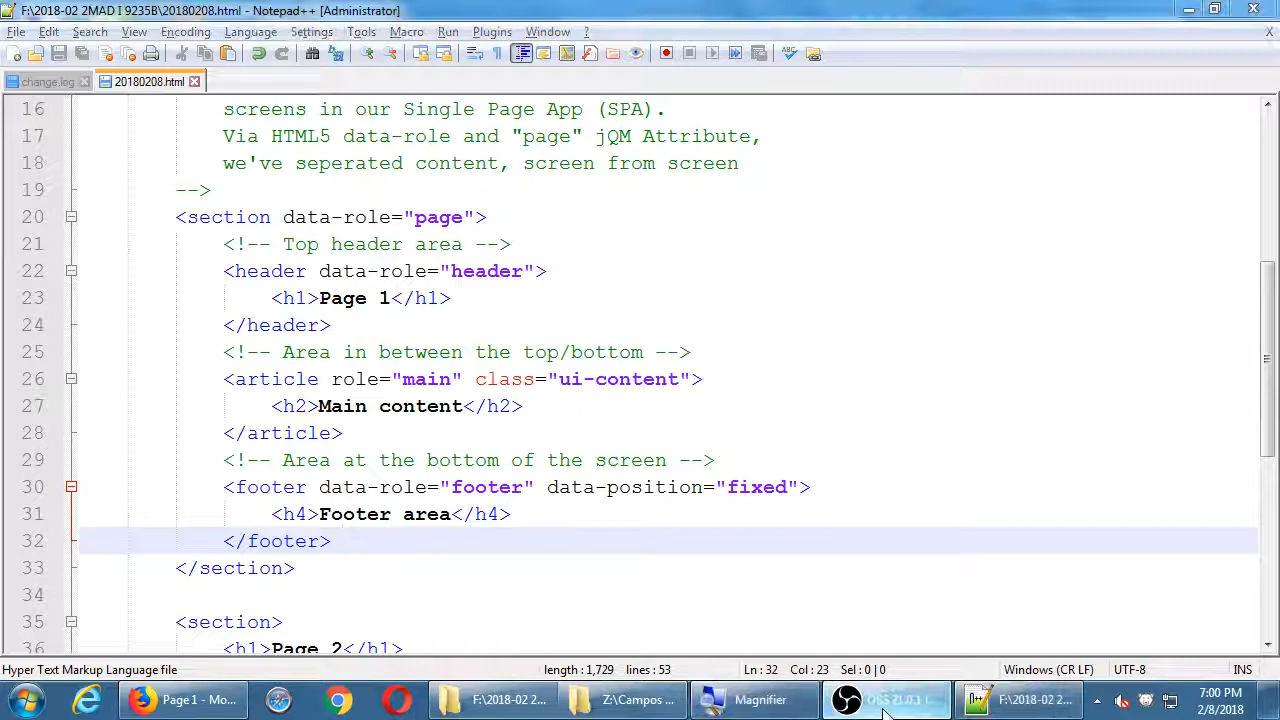 F:\2018-02 2MAD I 9235B\20180208.html - Notepad++ [Administrator]
File Edit Search View Encoding Language Settings Tools Macro Run Plugins Window ? X
change.log 20180208.html
16 screens in our Single Page App (SPA).
17 Via HTML5 data-role and "page" jQM Attribute,
18 we've seperated content, screen from screen
19 -->
20 <section data-role="page">
21 <!-- Top header area -->
22 <header data-role="header">
23 <h1>Page 1</h1>
24 </header>
25 <!-- Area in between the top/bottom -->
26 <article role="main" class="ui-content">
27 <h2>Main content</h2>
28 </article>
29 <!-- Area at the bottom of the screen -->
30 <footer data-role="footer" data-position="fixed">
31 <h4>Footer area</h4>
32 </footer>
33 </section>
34
35 <section>
36 <h1>Page 2</h1>
Hyper Text Markup Language file length : 1,729 lines : 53 Ln : 32 Col : 23 Sel : 0 | 0 Windows (CR LF) UTF-8 INS
Page 1 - Mo... F:\2018-02 2... Z:\Campos ... Magnifier OBS 21.0.1 (... F:\2018-02 2... 7:00 PM
2/8/2018